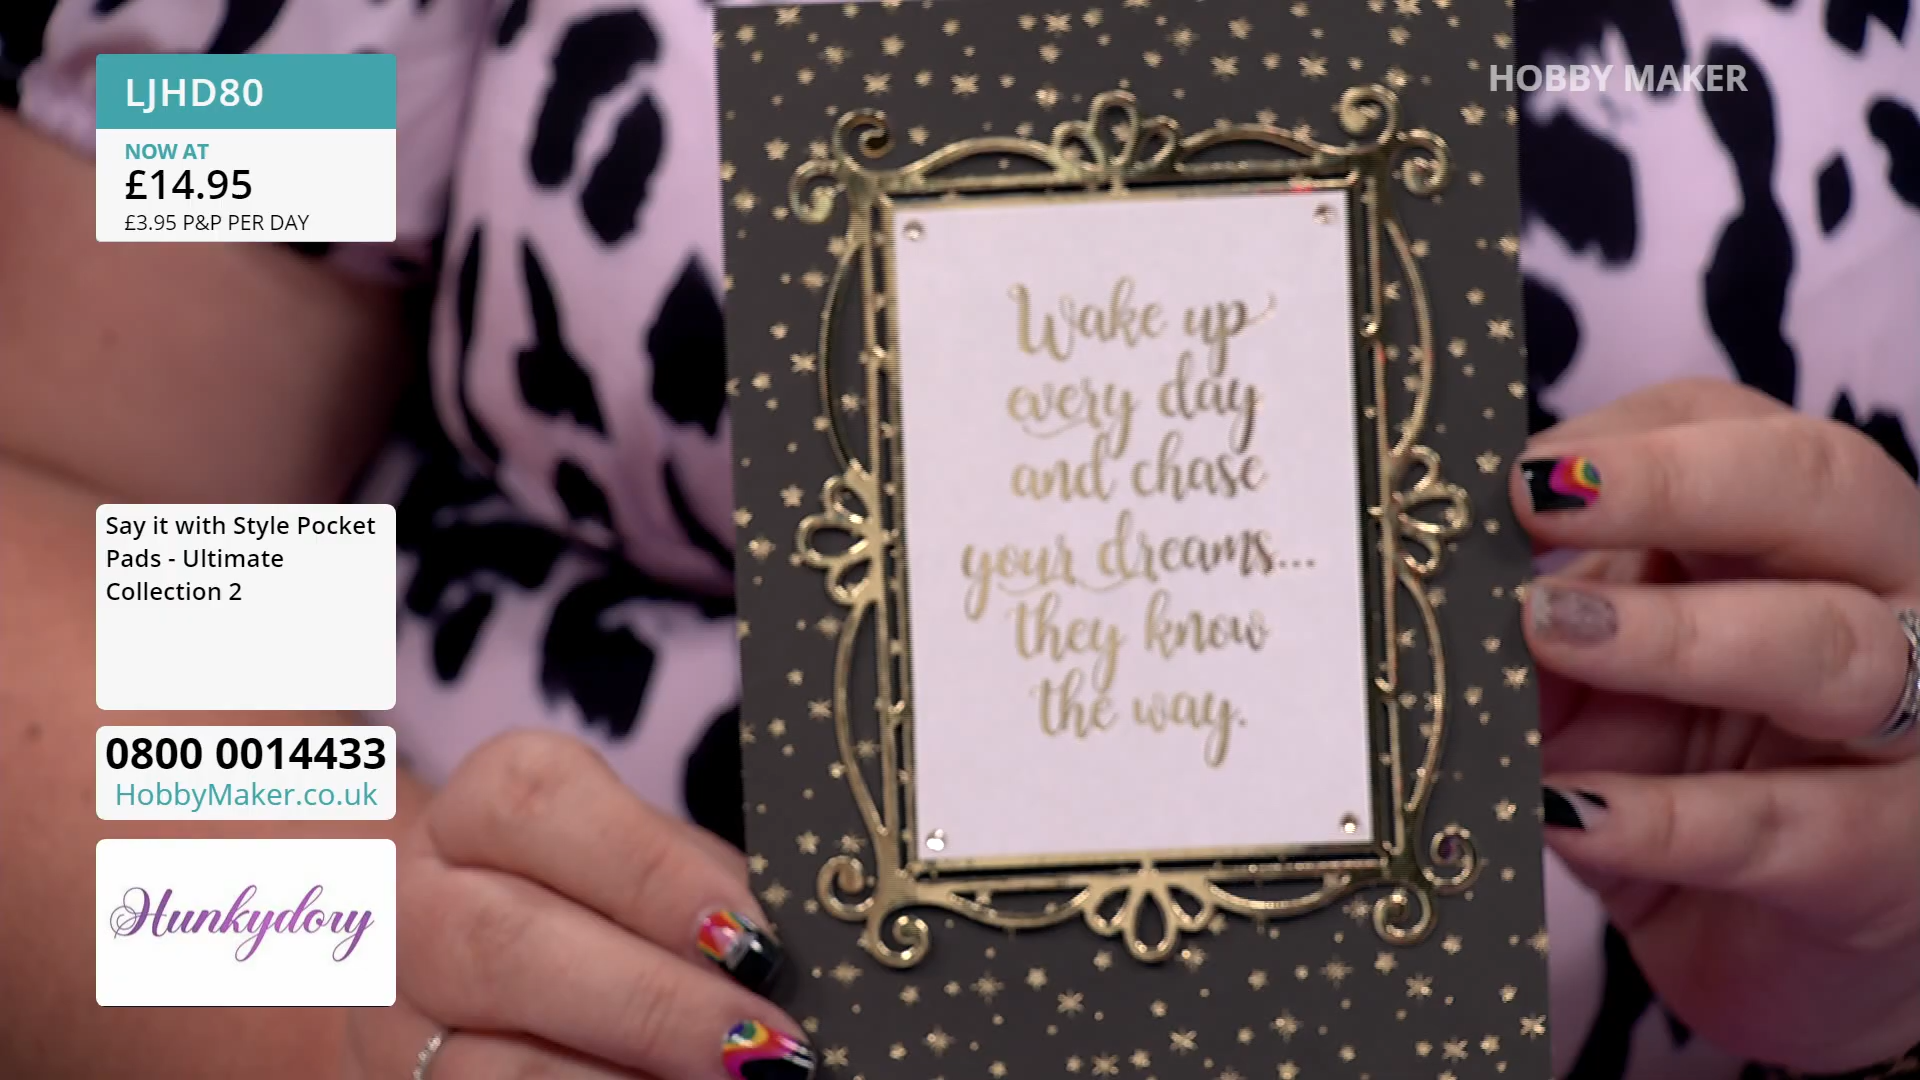 LJHD80
NOW AT
£14.95
£3.95 P&P PER DAY
HOBBY MAKER
Wake up
every day
and chase
your dreams...
they know
the way.
Say it with Style Pocket
Pads - Ultimate
Collection 2
0800 0014433
HobbyMaker.co.uk
Hunkydory